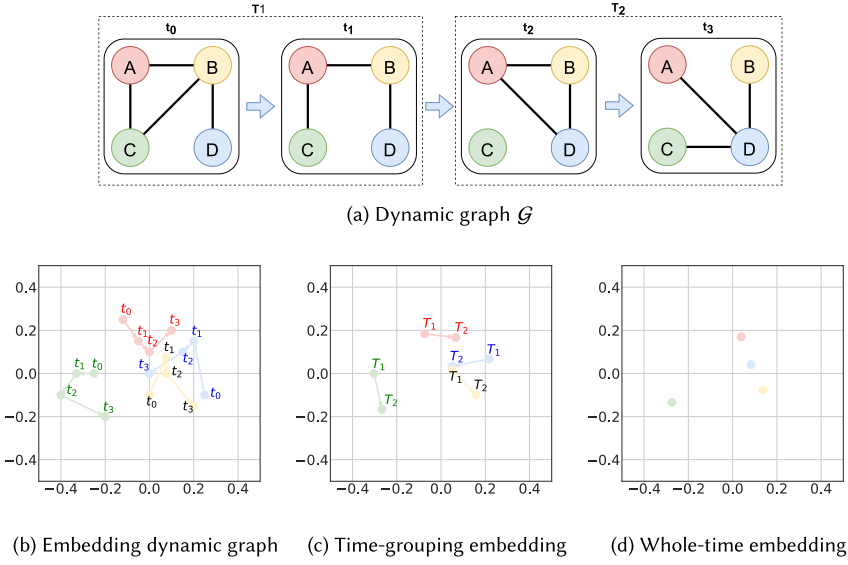 T1 T2
t0 t1 t2 t3
A B A B A B A B
C D C D C D C D
(a) Dynamic graph 𝒢
0.4 0.4 0.4
t0 t3 t1
t1 t2 T1 T2
0.2 0.2 0.2
t1 t2 T2 T1
t1 t0 t3 t2 T1
0.0 0.0 0.0
t2 t0 t0 T1 T2
t3 t3 T2
−0.2 −0.2 −0.2
−0.4 −0.4 −0.4
−0.4 −0.2 0.0 0.2 0.4 −0.4 −0.2 0.0 0.2 0.4 −0.4 −0.2 0.0 0.2 0.4
(b) Embedding dynamic graph (c) Time-grouping embedding (d) Whole-time embedding